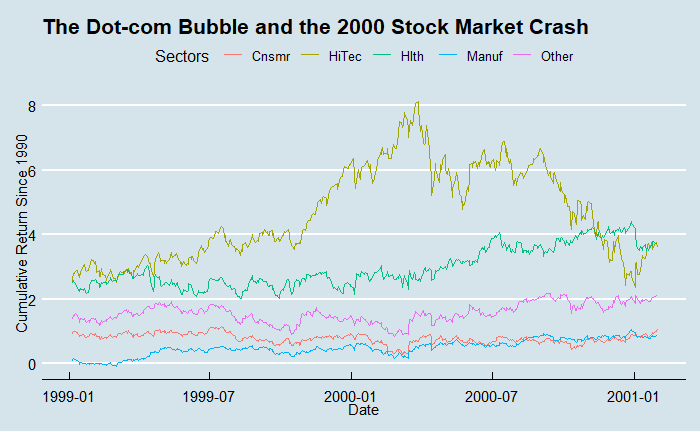 The Dot-com Bubble and the 2000 Stock Market Crash
Sectors Cnsmr HiTec Hlth Manuf Other
Cumulative Return Since 1990
8
6
4
2
0
1999-01 1999-07 2000-01 2000-07 2001-01
Date